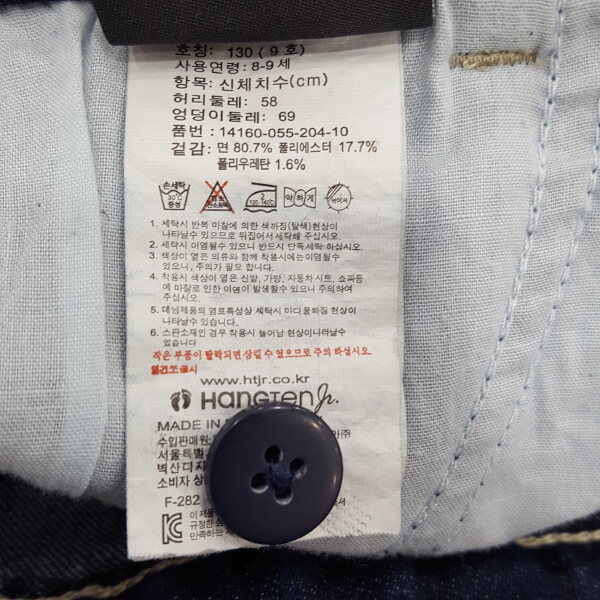 호칭: 130 (9 호)
사용연령: 8-9 세
항목: 신체치수(cm)
허리 둘레: 58
엉덩이둘레: 69
품번: 14160-055-204-10
겉감: 면 80.7% 폴리에스터 17.7%
폴리우레탄 1.6%
손세탁 30℃ 중성
2 120-140℃
약하게
1. 세탁시 반복 마찰에 의한 색까짐(탈색)현상이
나타날수 있으므로 뒤집어서 세탁해 주십시오
2. 세탁시 이염될수 있으니 반드시 단독세탁 하십시오.
3. 색상이 옅은 의류와 함께 착용시에는이염될수
있으니, 주의가 필요 합니다.
4. 착용시 색상이 옅은 신발, 가방, 자동차 시트, 쇼파등
에 마찰로 인한 이면이 발생할수 있으므 주의하여
주십시오.
5. 데님제품의 염료특성상 세탁시 마다물빠짐 현상이
나타날수 있습니다.
6. 스판소재인 경우 착용시 늘어남 현상이나타날수
있습니다
작은 부품이 탈락되면 삼킬 수 있으므로 주의 하십시오.
www.htjr.co.kr
HANGTEN Jr.
MADE IN
수입판매원:
아㈜
서울특별시
벽산디지
소비자 상
F-282
이 제품
규정한
만족하는